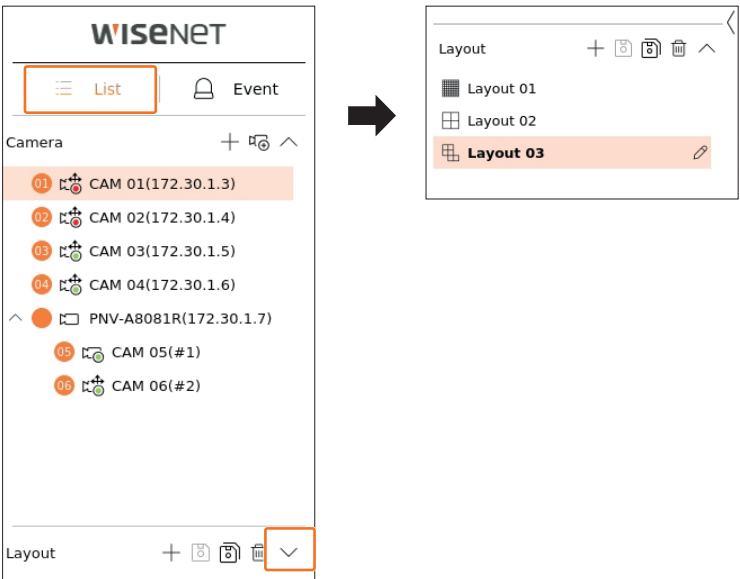 WISENET
List
Event
Camera
01 CAM 01(172.30.1.3)
02 CAM 02(172.30.1.4)
03 CAM 03(172.30.1.5)
04 CAM 04(172.30.1.6)
PNV-A8081R(172.30.1.7)
05 CAM 05(#1)
06 CAM 06(#2)
Layout
Layout
Layout 01
Layout 02
Layout 03